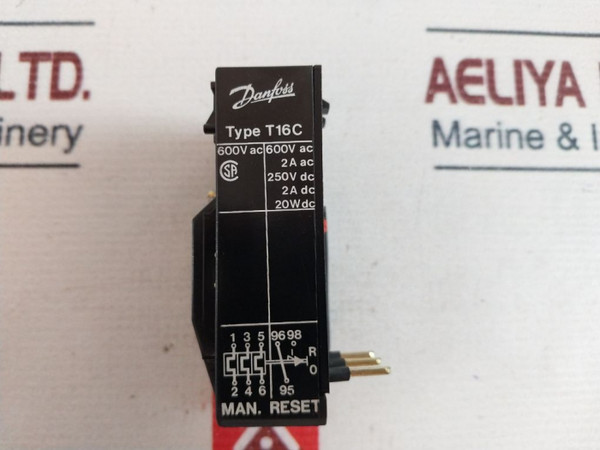 LTD.
inery
AELIYA
Marine & I
Danfoss
Type T16C
600V ac 600V ac
SA 2A ac
250V dc
2A dc
20W dc
1 3 5 96 98
R
O
2 4 6 95
MAN. RESET